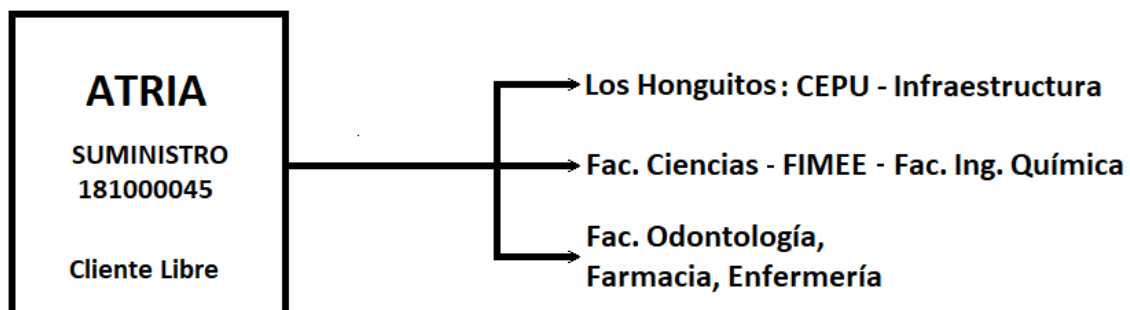 ATRIA
SUMINISTRO
181000045
Cliente Libre
Los Honguitos: CEPU - Infraestructura
Fac. Ciencias - FIMEE - Fac. Ing. Química
Fac. Odontología,
Farmacia, Enfermería